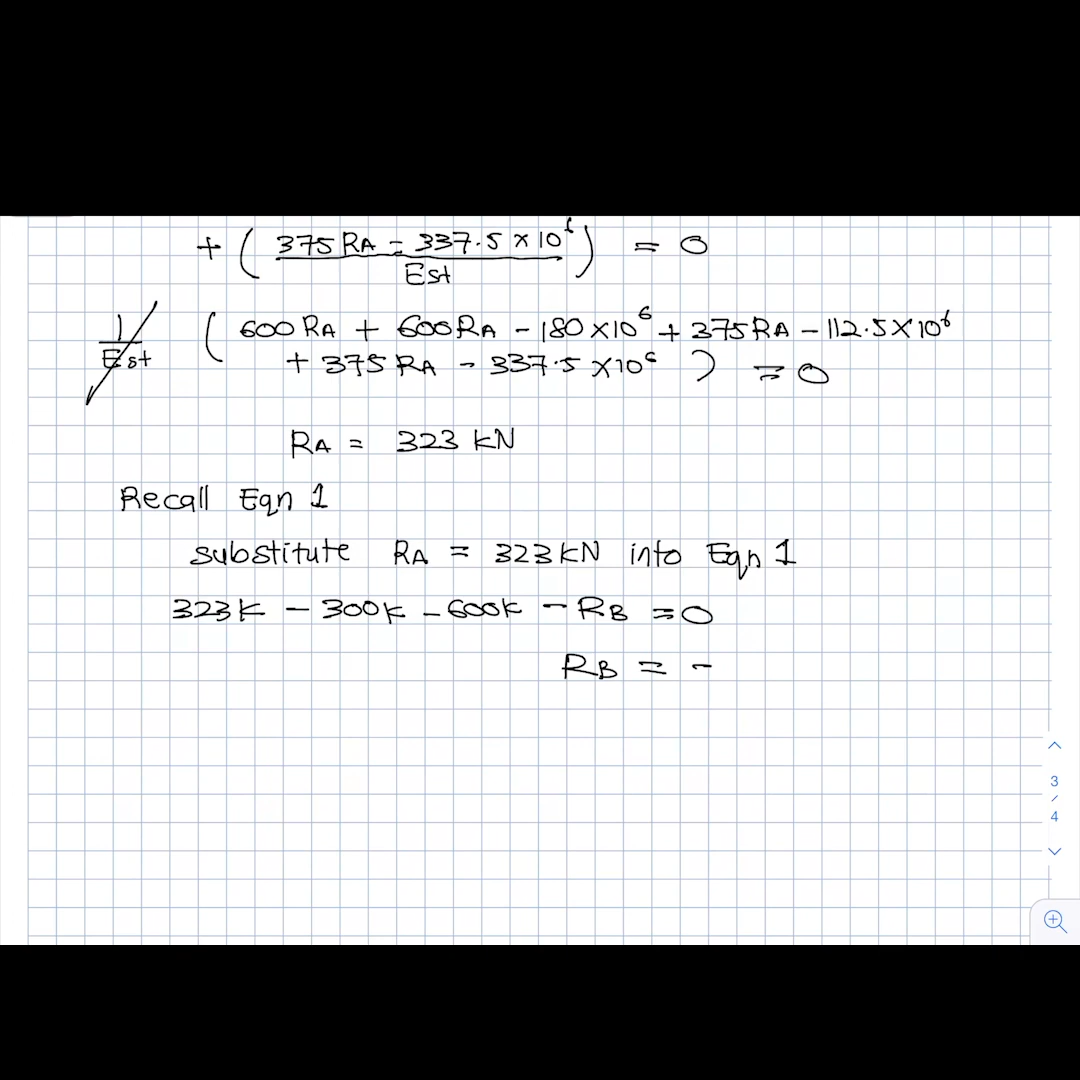 + ( 375 RA = 337.5 × 10⁶ ) = 0
Est
1 ( 600 RA + 600 RA - 180 × 10⁶ + 375 RA - 112.5 × 10⁶
Est
+ 375 RA - 337.5 × 10⁶ ) = 0
RA = 323 kN
Recall Eqn 1
substitute RA = 323 kN into Eqn 1
323k - 300k - 600k - RB = 0
RB = -
3
/
4